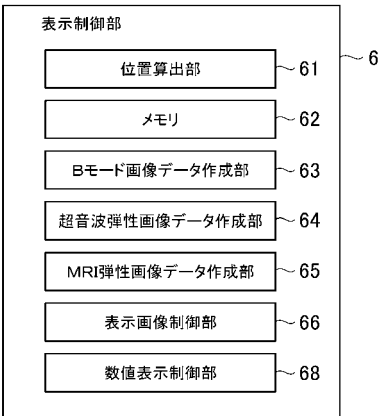 表示制御部
6
位置算出部 61
メモリ 62
Bモード画像データ作成部 63
超音波弾性画像データ作成部 64
MRI弾性画像データ作成部 65
表示画像制御部 66
数値表示制御部 68